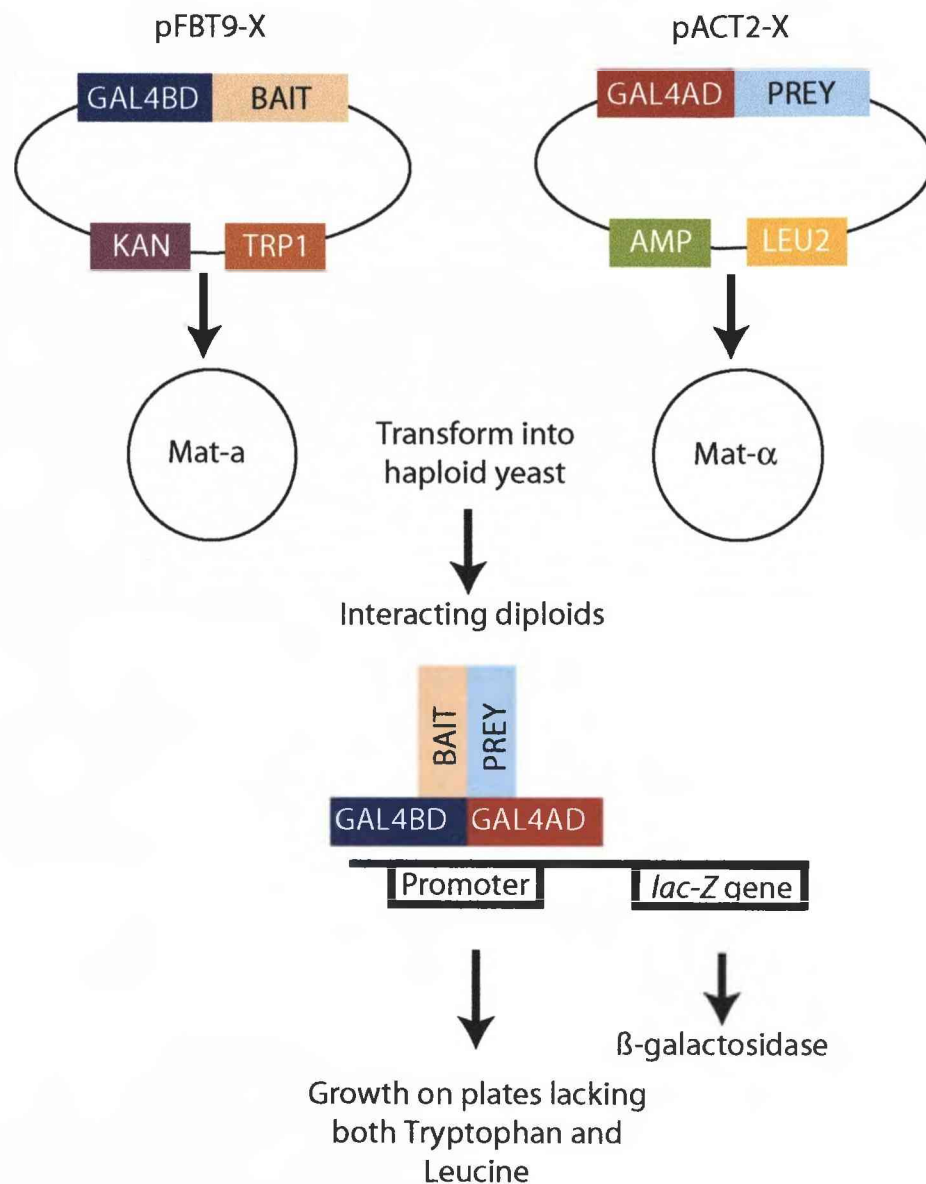 pFBT9-X
pACT2-X
GAL4BD BAIT
GAL4AD PREY
KAN TRP1
AMP LEU2
Mat-a
Transform into
haploid yeast
Mat-α
Interacting diploids
BAIT
PREY
GAL4BD GAL4AD
Promoter
lac-Z gene
ß-galactosidase
Growth on plates lacking
both Tryptophan and
Leucine